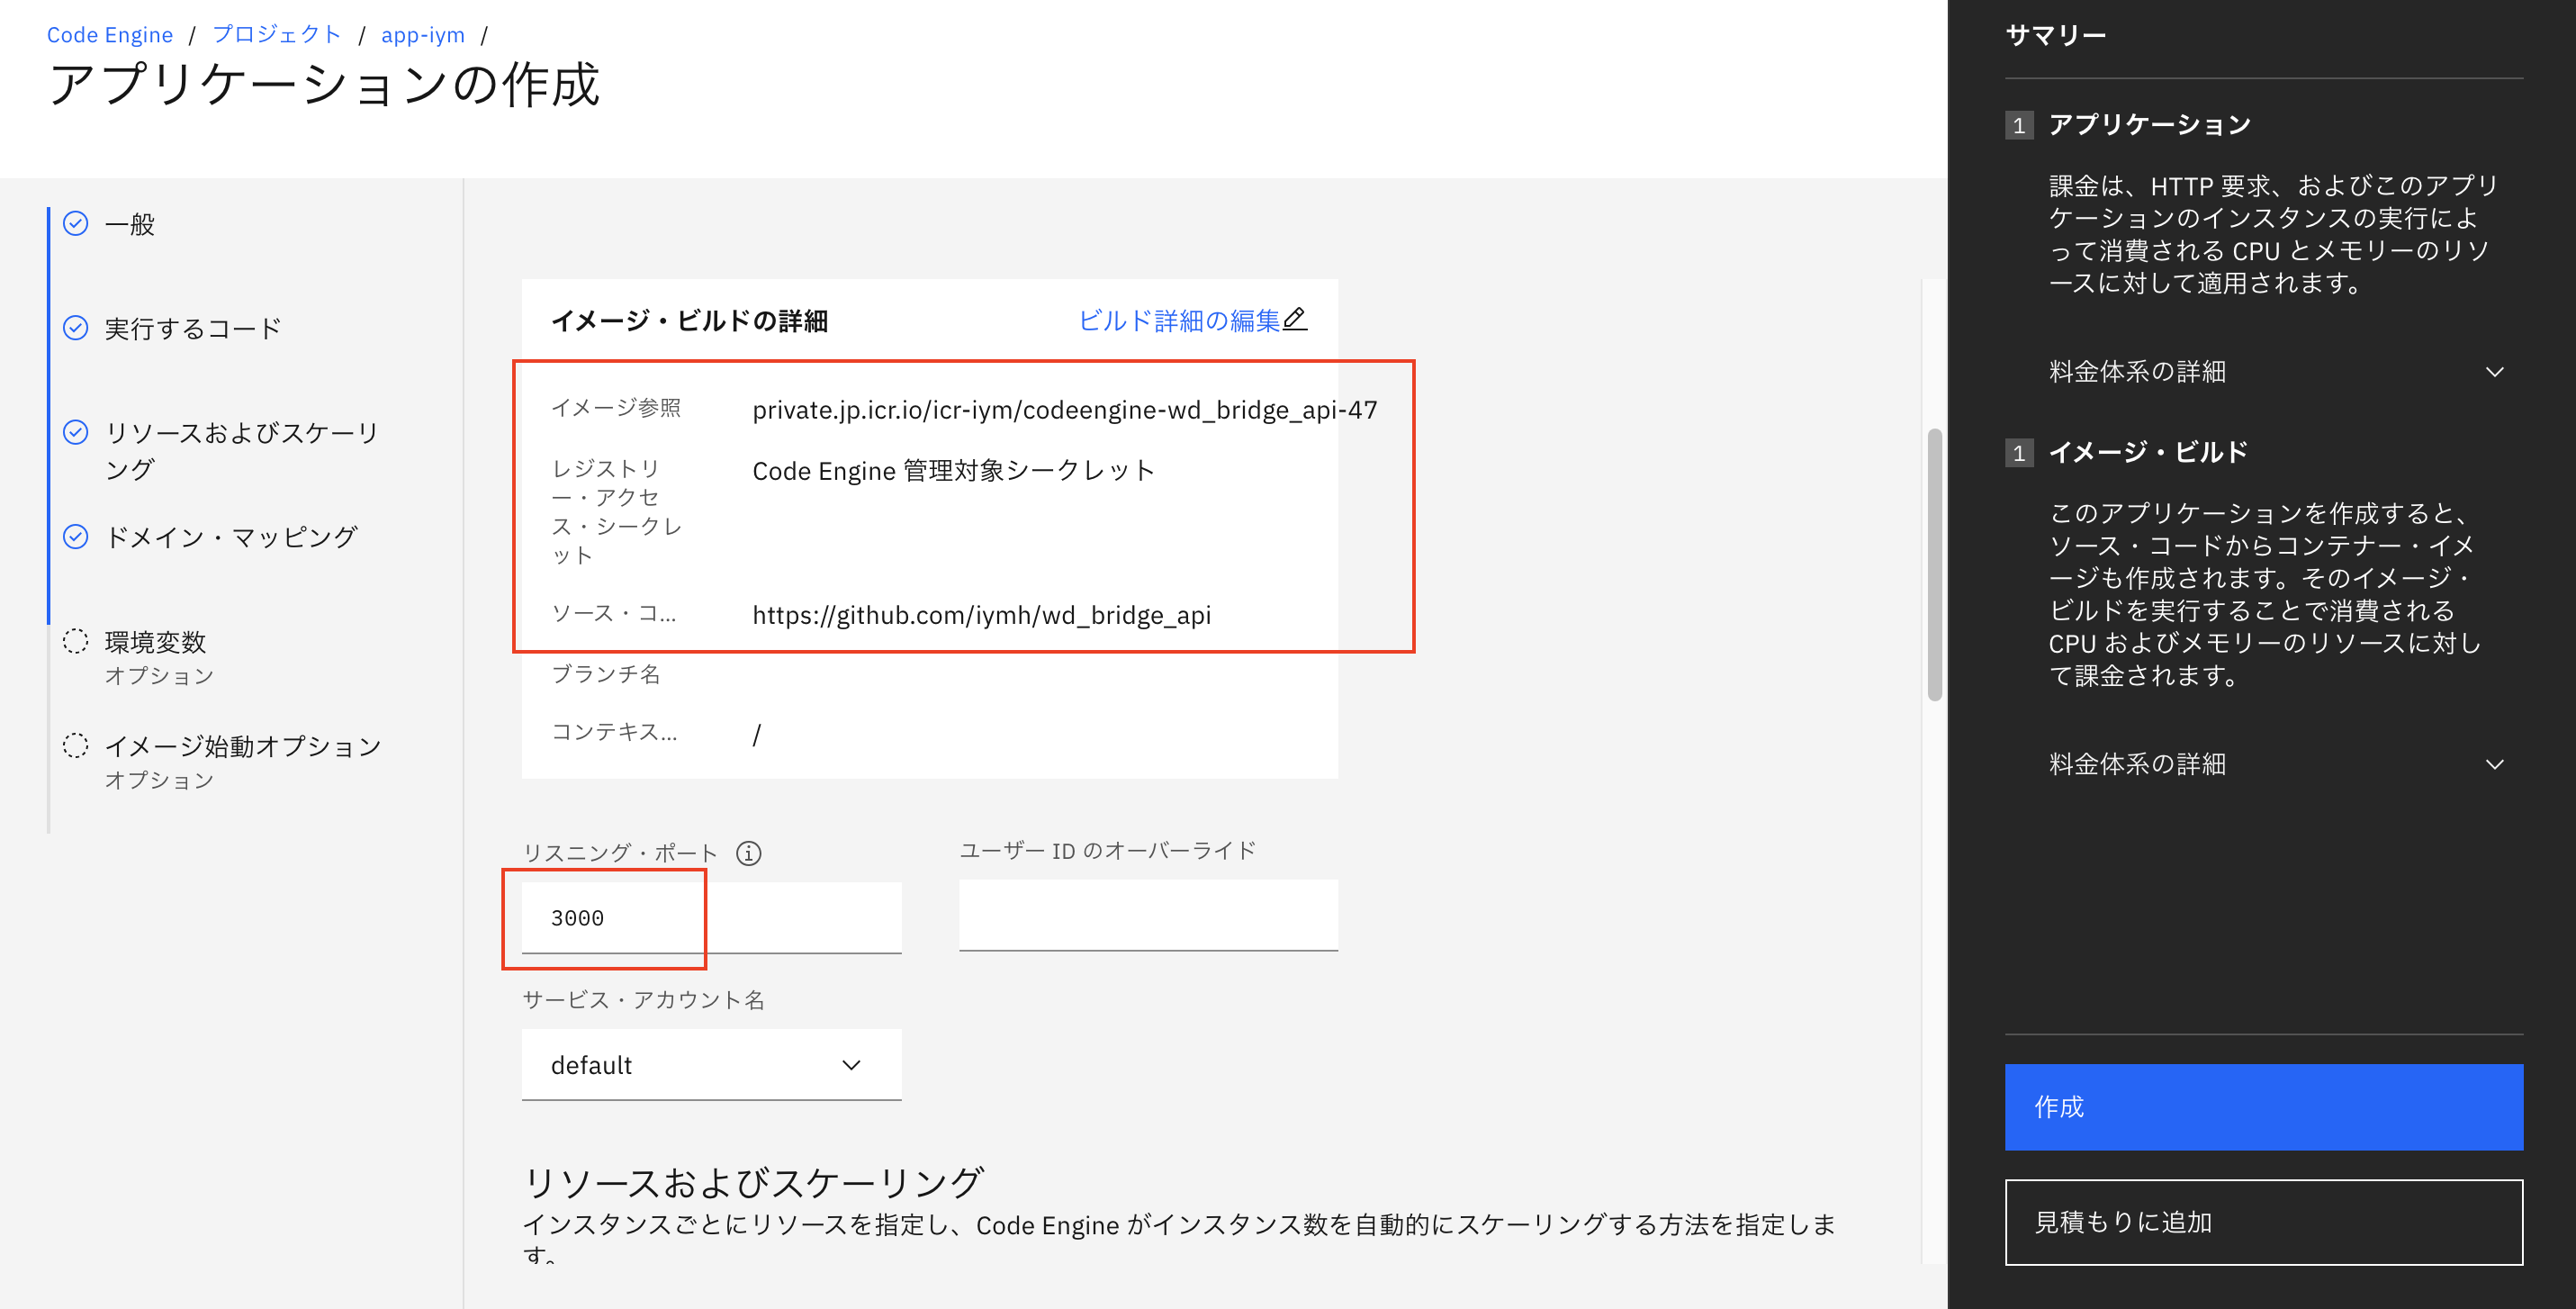 Code Engine / プロジェクト / app-iym /
アプリケーションの作成
一般
実行するコード
リソースおよびスケーリ
ング
ドメイン・マッピング
環境変数
オプション
イメージ始動オプション
オプション
イメージ・ビルドの詳細
ビルド詳細の編集
イメージ参照 private.jp.icr.io/icr-iym/codeengine-wd_bridge_api-47
レジストリ
ー・アクセ
ス・シークレ
ット
Code Engine 管理対象シークレット
ソース・コ... https://github.com/iymh/wd_bridge_api
ブランチ名
コンテキス... /
リスニング・ポート
3000
ユーザー ID のオーバーライド
サービス・アカウント名
default
リソースおよびスケーリング
インスタンスごとにリソースを指定し、Code Engine がインスタンス数を自動的にスケーリングする方法を指定しま
す。
サマリー
1 アプリケーション
課金は、HTTP 要求、およびこのアプリ
ケーションのインスタンスの実行によ
って消費される CPU とメモリーのリソ
ースに対して適用されます。
料金体系の詳細
1 イメージ・ビルド
このアプリケーションを作成すると、
ソース・コードからコンテナー・イメ
ージも作成されます。そのイメージ・
ビルドを実行することで消費される
CPU およびメモリーのリソースに対し
て課金されます。
料金体系の詳細
作成
見積もりに追加